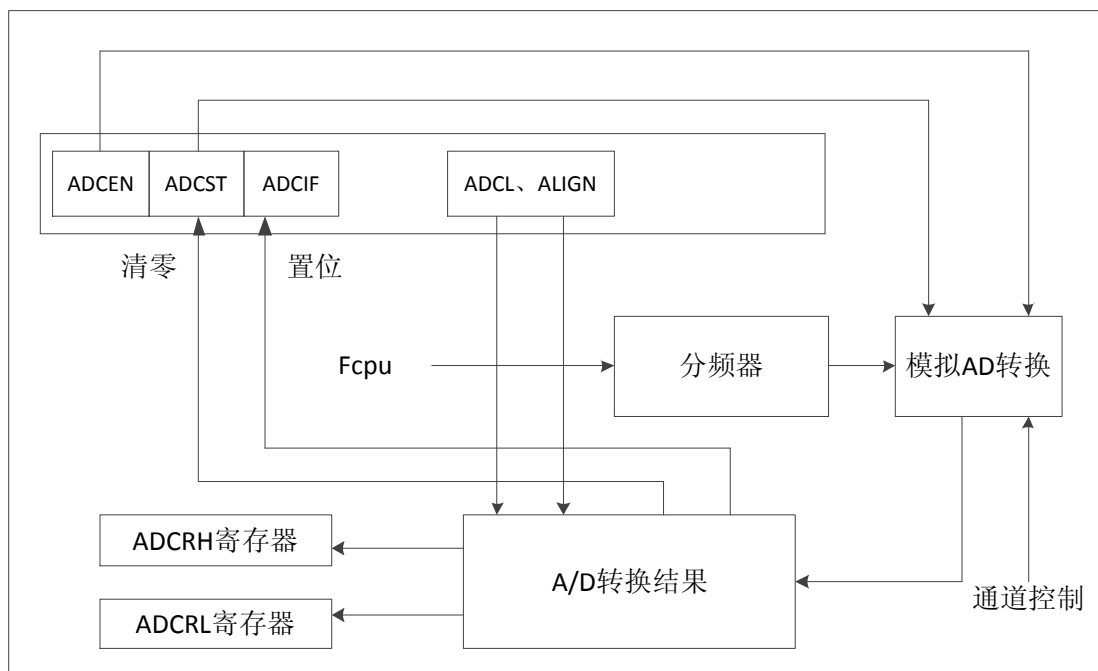 ADCEN
ADCST
ADCIF
ADCL、ALIGN
清零
置位
Fcpu
分频器
模拟AD转换
ADCRH寄存器
A/D转换结果
ADCRL寄存器
通道控制